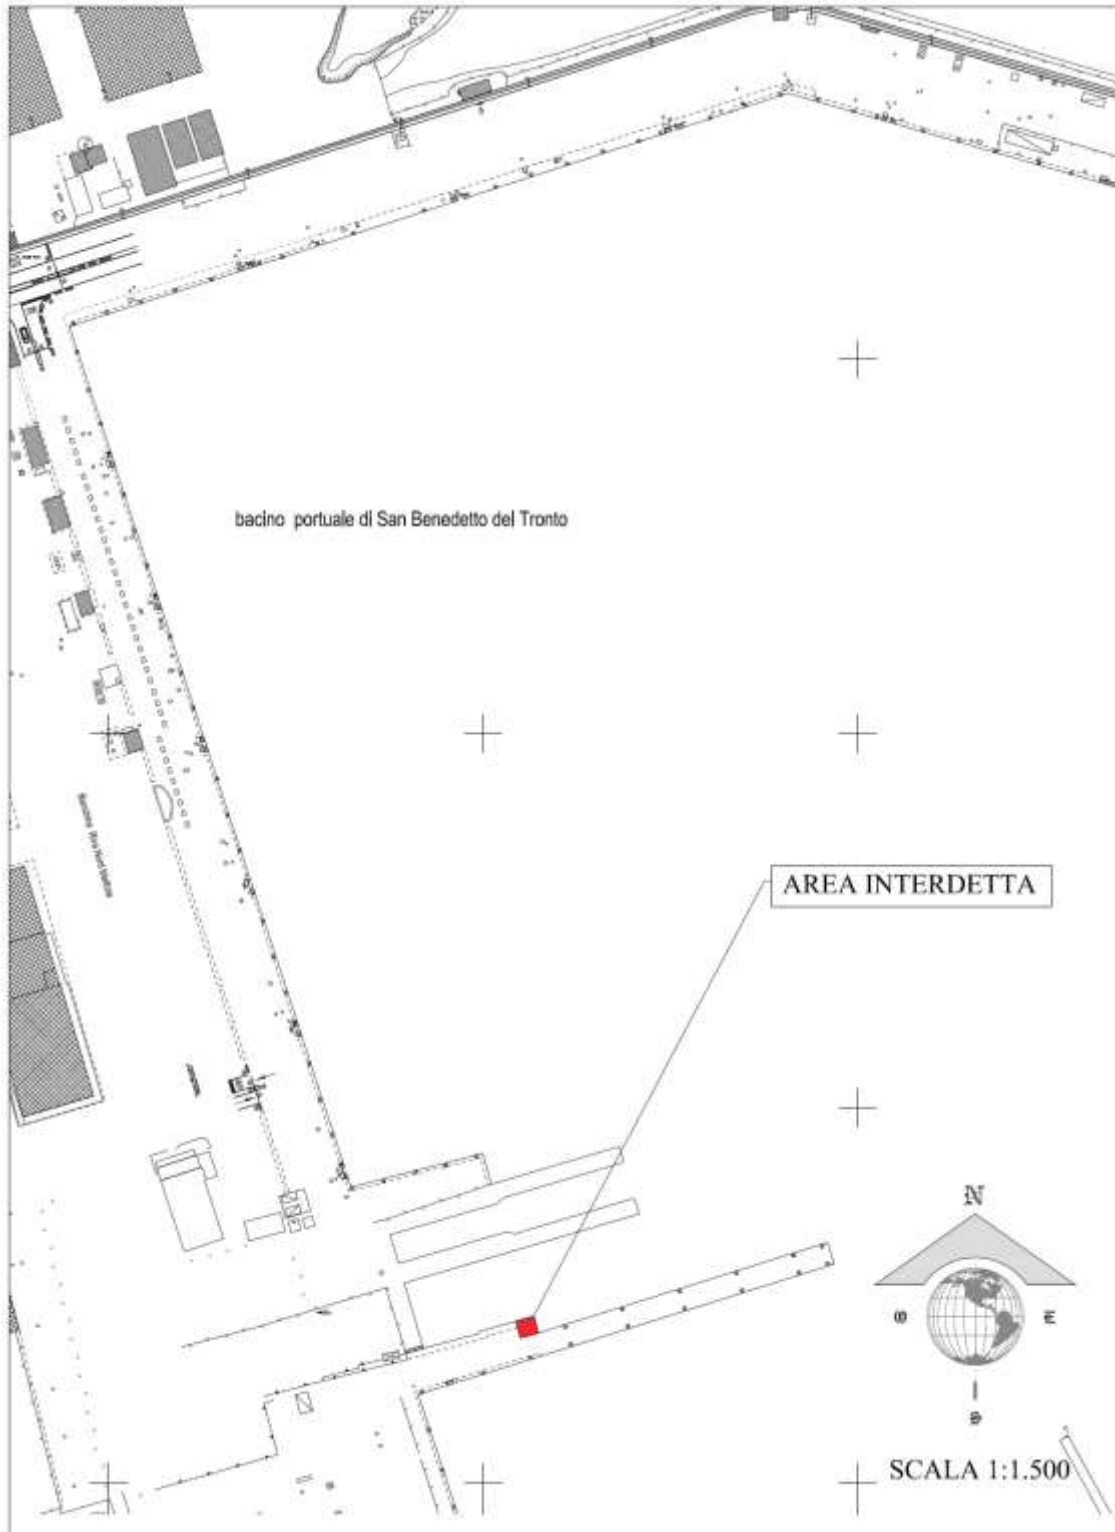 bacino portuale di San Benedetto del Tronto
AREA INTERDETTA
N
E
S
SCALA 1:1.500